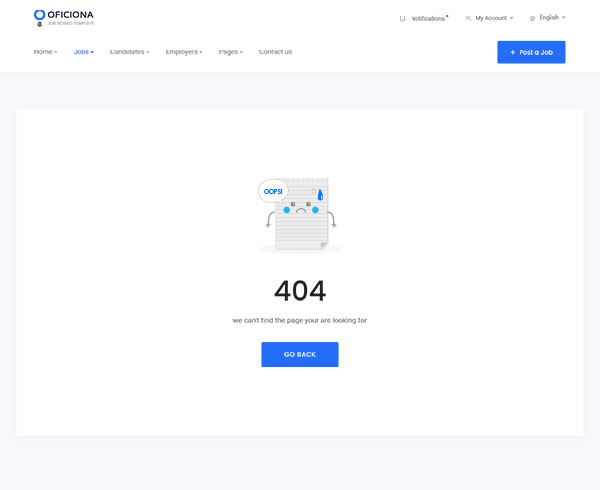 OFICIONA
JOB BOARD TEMPLATE
Notifications
My Account
English
Home
Jobs
Candidates
Employers
Pages
Contact us
+ Post a Job
OOPS!
404
we can't find the page your are looking for
GO BACK